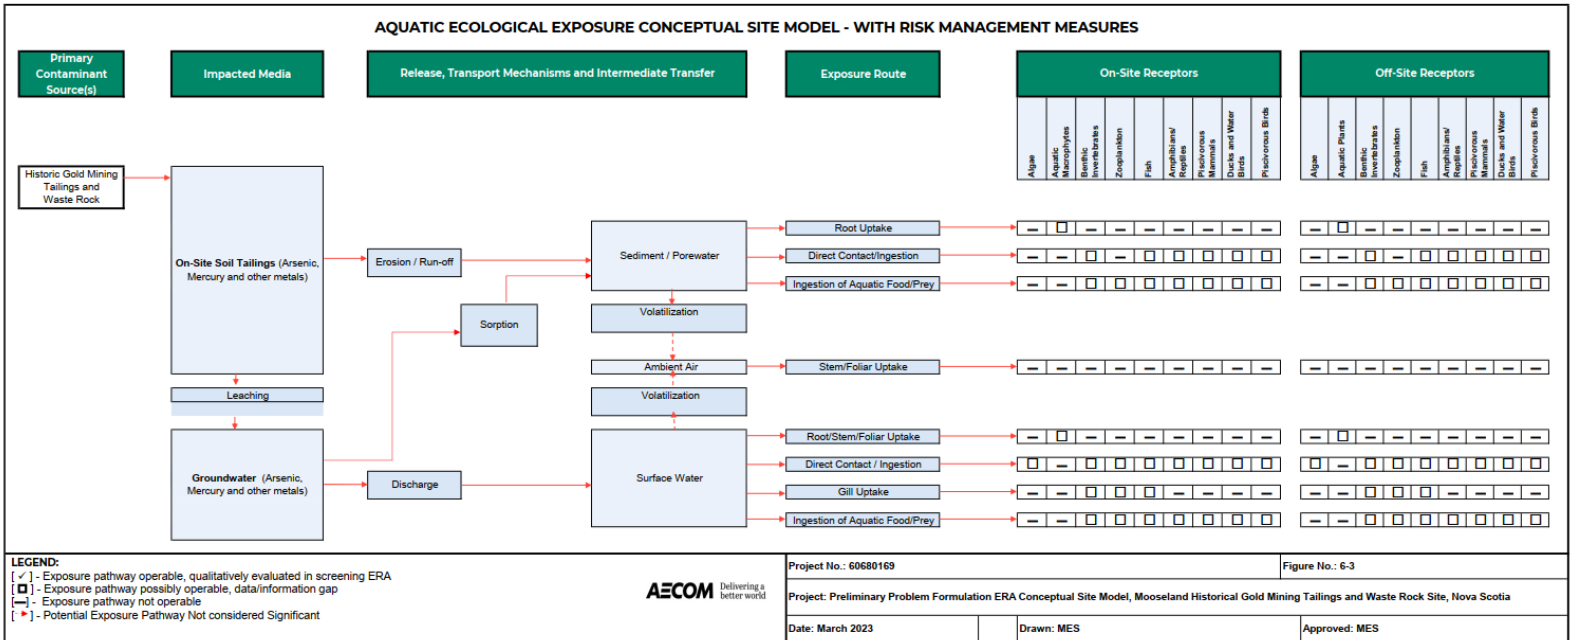 AQUATIC ECOLOGICAL EXPOSURE CONCEPTUAL SITE MODEL - WITH RISK MANAGEMENT MEASURES
Primary
Contaminant
Source(s)
Impacted Media
Release, Transport Mechanisms and Intermediate Transfer
Exposure Route
On-Site Receptors
Off-Site Receptors
Algae
Aquatic
Macrophytes
Benthic
Invertebrates
Zooplankton
Fish
Amphibians/
Reptiles
Piscivorous
Mammals
Ducks and Water
Birds
Piscivorous Birds
Algae
Aquatic Plants
Benthic
Invertebrates
Zooplankton
Fish
Amphibians/
Reptiles
Piscivorous
Mammals
Ducks and Water
Birds
Piscivorous Birds
Historic Gold Mining
Tailings and
Waste Rock
On-Site Soil Tailings (Arsenic,
Mercury and other metals)
Erosion / Run-off
Sorption
Sediment / Porewater
Root Uptake
Direct Contact/Ingestion
Ingestion of Aquatic Food/Prey
Volatilization
Ambient Air
Stem/Foliar Uptake
Volatilization
Leaching
Groundwater (Arsenic,
Mercury and other metals)
Discharge
Surface Water
Root/Stem/Foliar Uptake
Direct Contact / Ingestion
Gill Uptake
Ingestion of Aquatic Food/Prey
LEGEND:
[ ✓ ] - Exposure pathway operable, qualitatively evaluated in screening ERA
[ □ ] - Exposure pathway possibly operable, data/information gap
[—] - Exposure pathway not operable
[ → ] - Potential Exposure Pathway Not considered Significant
AECOM Delivering a
better world
Project No.: 60680169
Figure No.: 6-3
Project: Preliminary Problem Formulation ERA Conceptual Site Model, Mooseland Historical Gold Mining Tailings and Waste Rock Site, Nova Scotia
Date: March 2023
Drawn: MES
Approved: MES